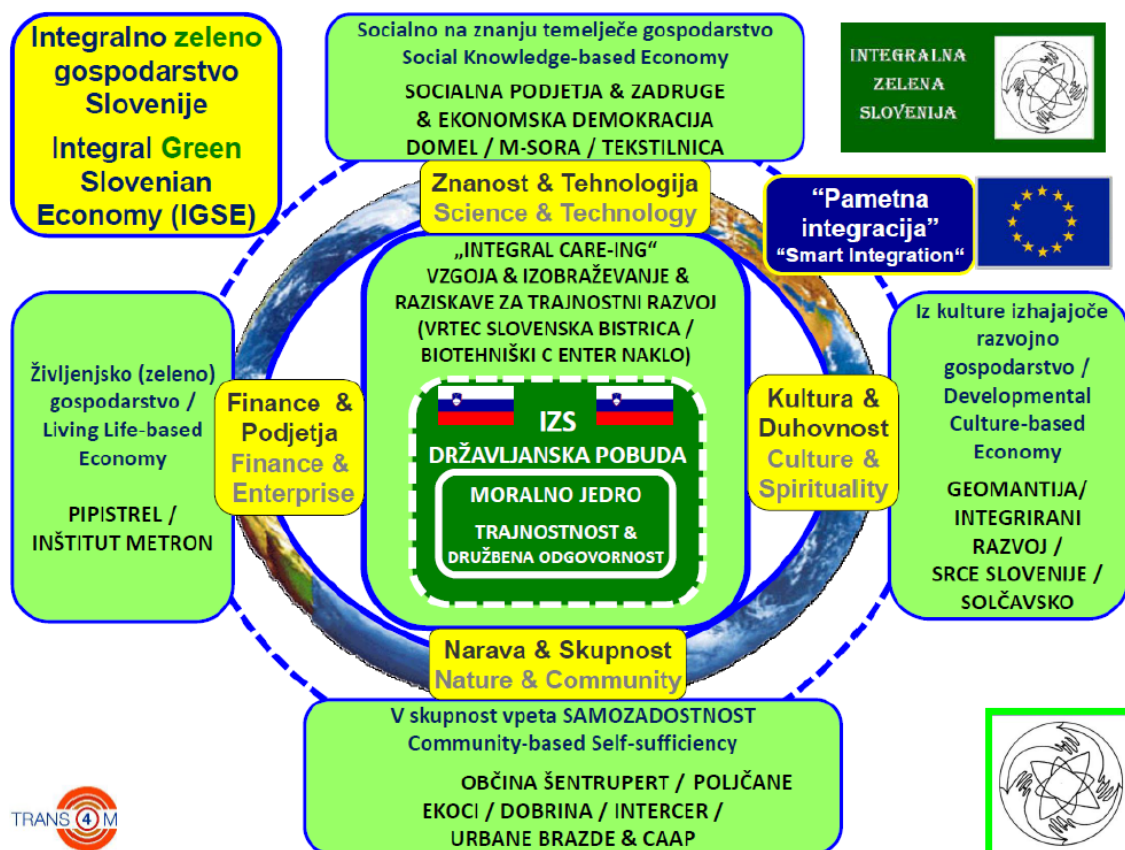 Integralno zeleno
gospodarstvo
Slovenije
Integral Green
Slovenian
Economy (IGSE)
Socialno na znanju temelječe gospodarstvo
Social Knowledge-based Economy
SOCIALNA PODJETJA & ZADRUGE
& EKONOMSKA DEMOKRACIJA
DOMEL / M-SORA / TEKSTILNICA
INTEGRALNA
ZELENA
SLOVENIJA
Znanost & Tehnologija
Science & Technology
“Pametna
integracija”
“Smart Integration“
„INTEGRAL CARE-ING“
VZGOJA & IZOBRAŽEVANJE &
RAZISKAVE ZA TRAJNOSTNI RAZVOJ
(VRTEC SLOVENSKA BISTRICA /
BIOTEHNIŠKI C ENTER NAKLO)
Življenjsko (zeleno)
gospodarstvo /
Living Life-based
Economy
PIPISTREL /
INŠTITUT METRON
Finance &
Podjetja
Finance &
Enterprise
IZS
DRŽAVLJANSKA POBUDA
MORALNO JEDRO
TRAJNOSTNOST &
DRUŽBENA ODGOVORNOST
Kultura &
Duhovnost
Culture &
Spirituality
Iz kulture izhajajoče
razvojno
gospodarstvo /
Developmental
Culture-based
Economy
GEOMANTIJA/
INTEGRIRANI
RAZVOJ /
SRCE SLOVENIJE /
SOLČAVSKO
Narava & Skupnost
Nature & Community
V skupnost vpeta SAMOZADOSTNOST
Community-based Self-sufficiency
OBČINA ŠENTRUPERT / POLJČANE
EKOCI / DOBRINA / INTERCER /
URBANE BRAZDE & CAAP
TRANS 4 M